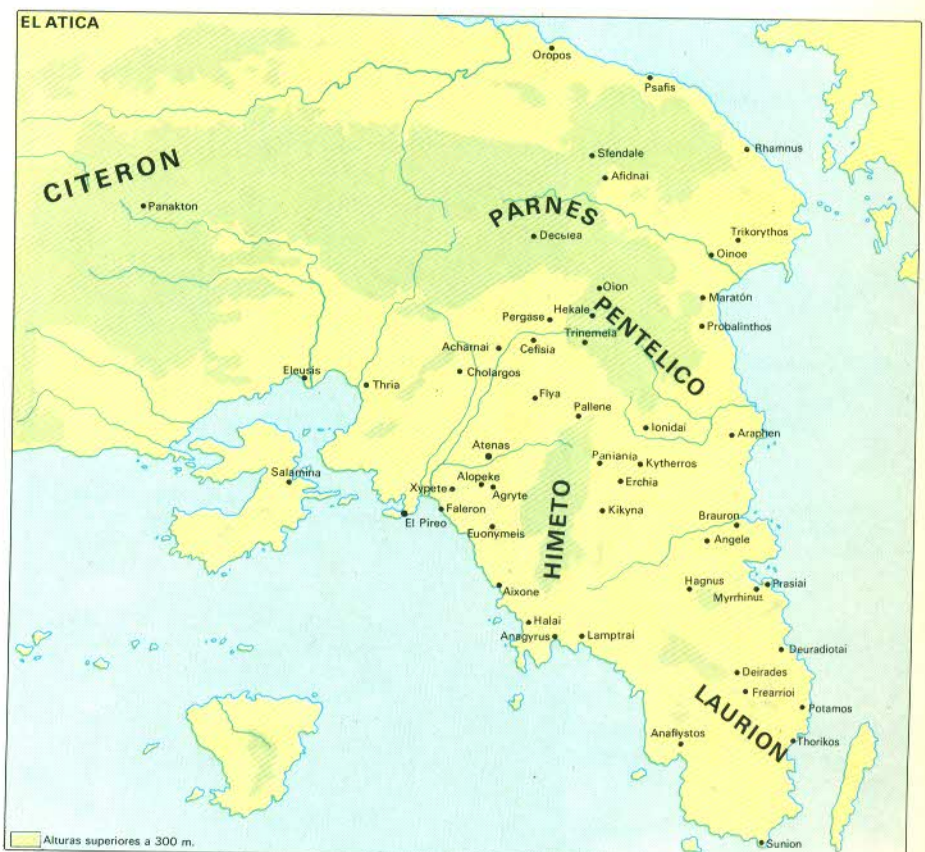 EL ATICA
Oropos
Psafis
Rhamnus
Sfendale
Afidnai
CITERON
Panakton
PARNES
Decelea
Trikorythos
Oinoe
Oion
Maratón
Hekale
Pergase
PENTELICO
Probalinthos
Trinemeia
Cefisia
Acharnai
Cholargos
Eleusis
Thria
Flya
Pallene
Ionidai
Araphen
Atenas
Paniania
Kytherros
Salamina
Alopeke
Erchia
Xypete
Agryte
Faleron
El Pireo
Kikyna
Brauron
Euonymeis
Angele
HIMETO
Aixone
Hagnus
Prasiai
Myrrhinus
Halai
Anagyrus
Lamptrai
Deuradiotai
Deirades
Frearrioi
LAURION
Potamos
Anaflystos
Thorikos
Alturas superiores a 300 m.
Sunion